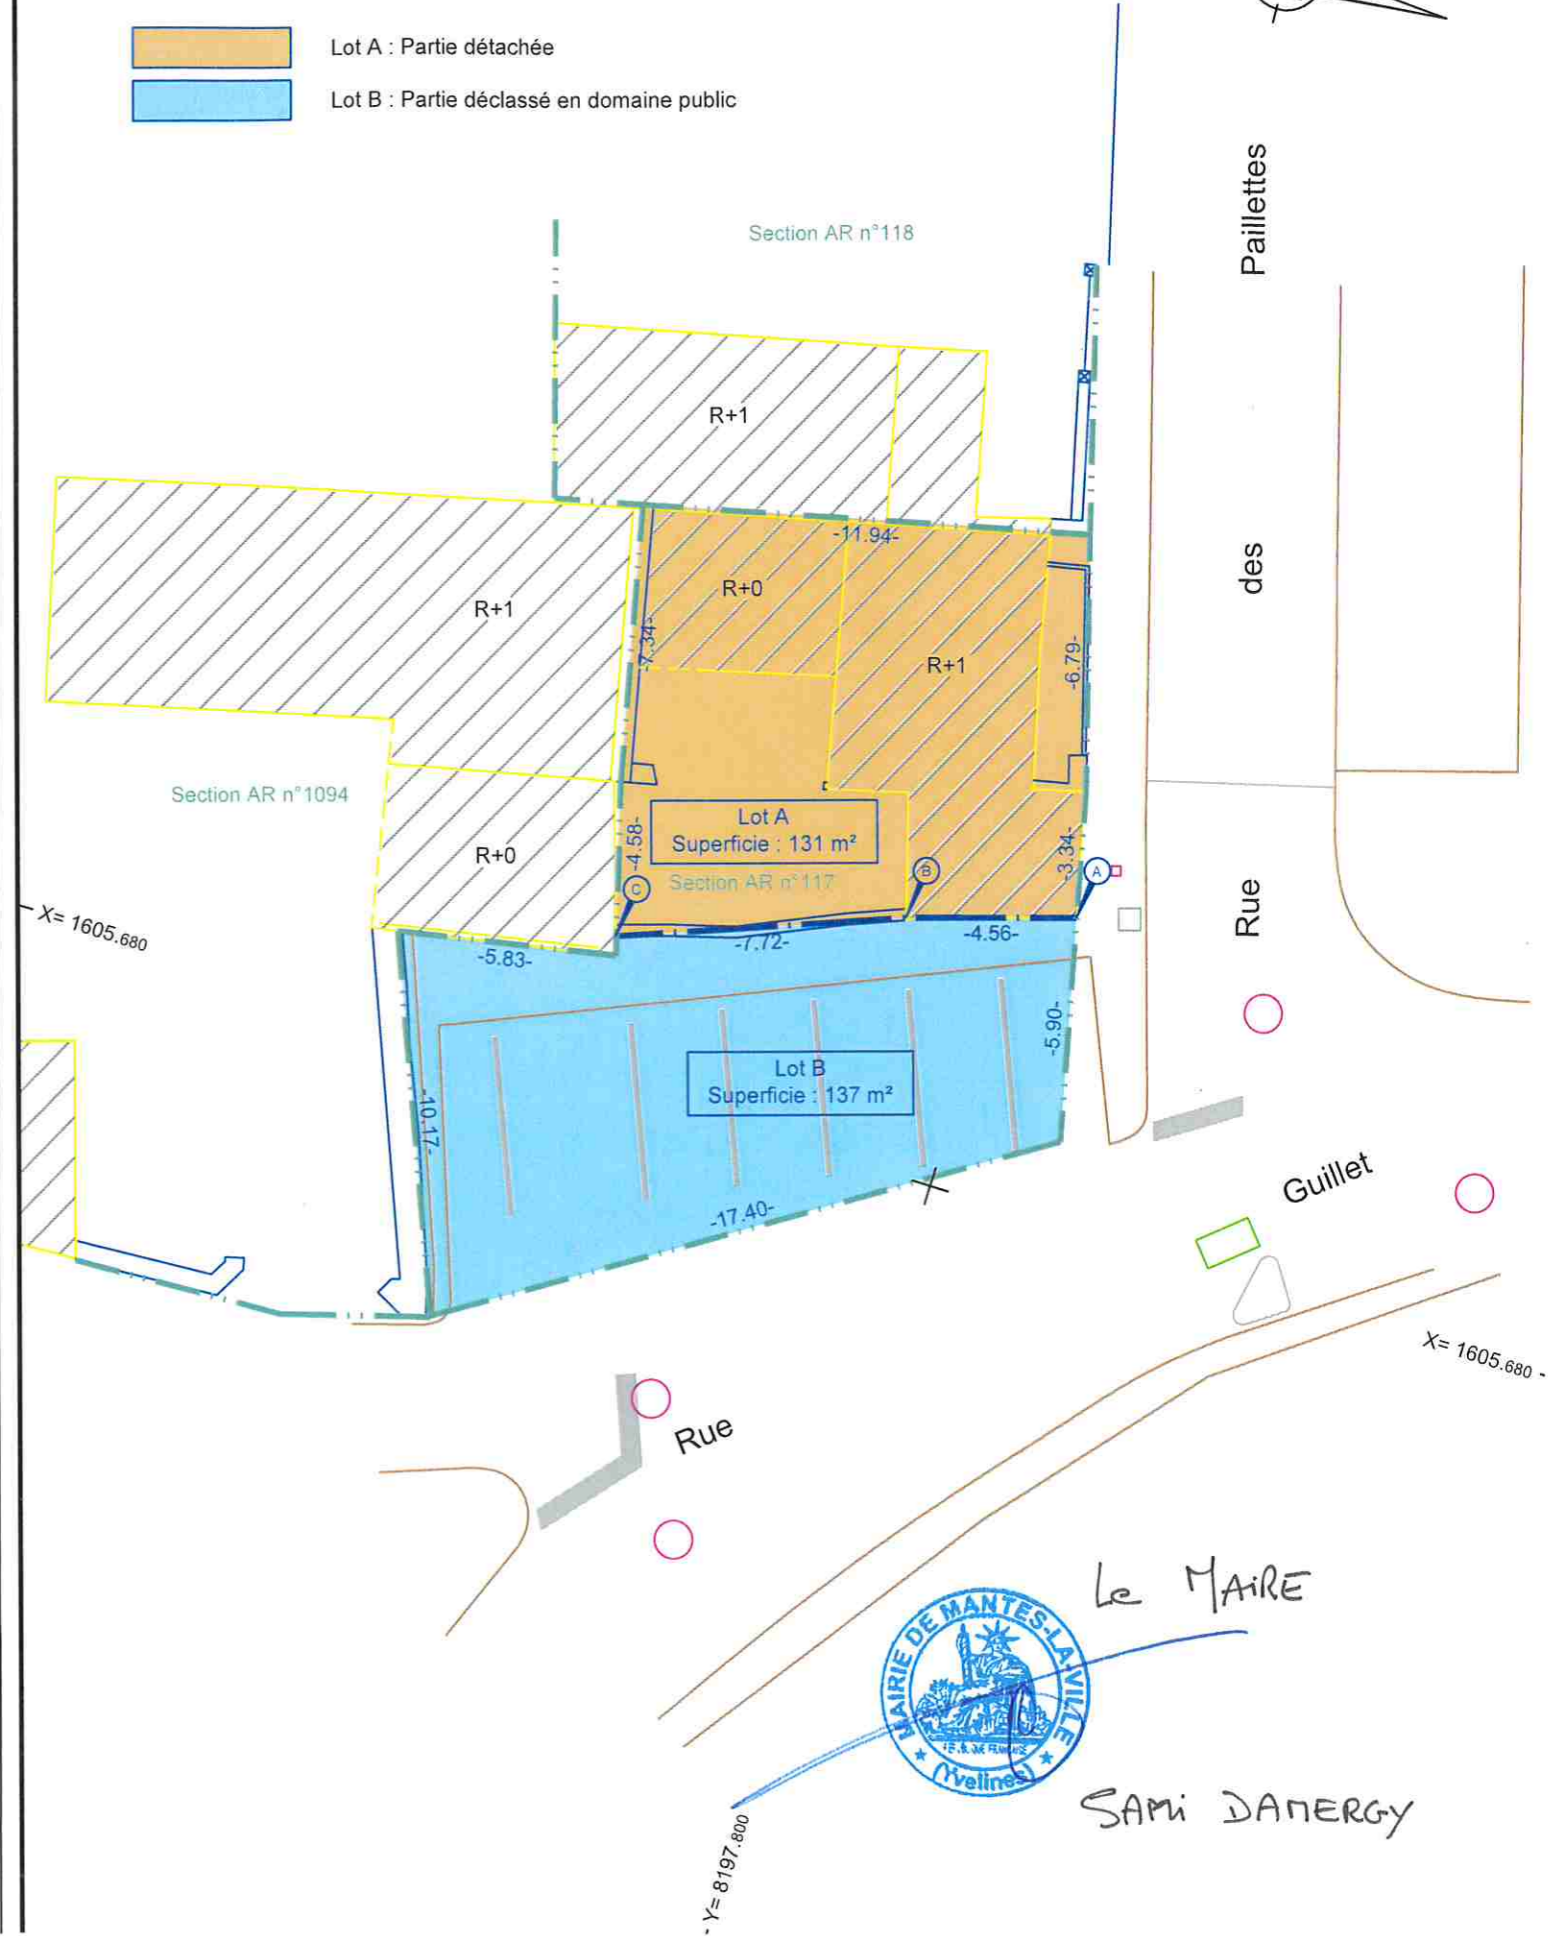 Lot A : Partie détachée
Lot B : Partie déclassé en domaine public
Paillettes
Section AR n°118
R+1
-11.94-
R+0
des
R+1
-7.34-
R+1
-6.79-
Section AR n°1094
Lot A
Superficie : 131 m²
-4.58-
-3.34-
R+0
Section AR n°117
C
B
A
Rue
X= 1605.680
-5.83-
-7.72-
-4.56-
-5.90-
Lot B
Superficie : 137 m²
-10.17-
Guillet
-17.40-
X= 1605.680 -
Rue
Le MAiRE
MAIRIE DE MANTES-LA-VILLE
(Yvelines)
SAMi DAMERGY
- Y= 8197.800